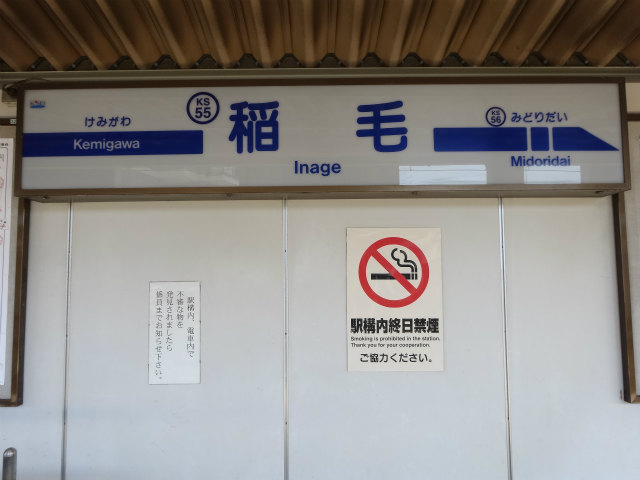 けみがわ
Kemigawa
KS
55
稲毛
Inage
KS
56
みどりだい
Midoridai
駅構内、電車内で
不審な物を
発見されましたら
係員までお知らせ下さい。
駅構内終日禁煙
Smoking is prohibited in the station.
Thank you for your cooperation.
ご協力ください。